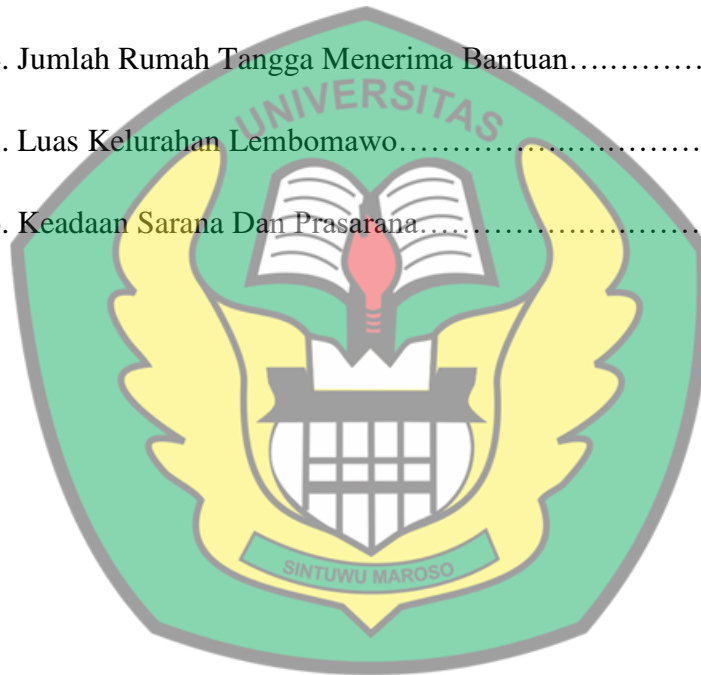 . Jumlah Rumah Tangga Menerima Bantuan….………
UNIVERSITAS
. Luas Kelurahan Lembomawo…………….…………
. Keadaan Sarana Dan Prasarana……………….………
SINTUWU MAROSO